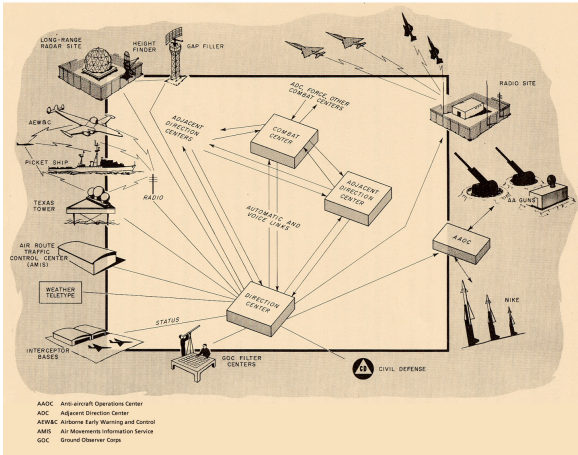 LONG-RANGE
RADAR SITE
HEIGHT
FINDER
GAP FILLER
AEW&C
PICKET SHIP
RADIO
TEXAS
TOWER
AIR ROUTE
TRAFFIC
CONTROL CENTER
(AMIS)
WEATHER
TELETYPE
STATUS
INTERCEPTOR
BASES
GOC FILTER
CENTERS
ADJACENT
DIRECTION
CENTERS
ADC, FORCE, OTHER
COMBAT CENTERS
COMBAT
CENTER
ADJACENT
DIRECTION
CENTER
AUTOMATIC AND
VOICE LINKS
DIRECTION
CENTER
RADIO SITE
AA GUNS
AAOC
NIKE
CD
CIVIL DEFENSE
AAOC Anti-aircraft Operations Center
ADC Adjacent Direction Center
AEW&C Airborne Early Warning and Control
AMIS Air Movements Information Service
GOC Ground Observer Corps